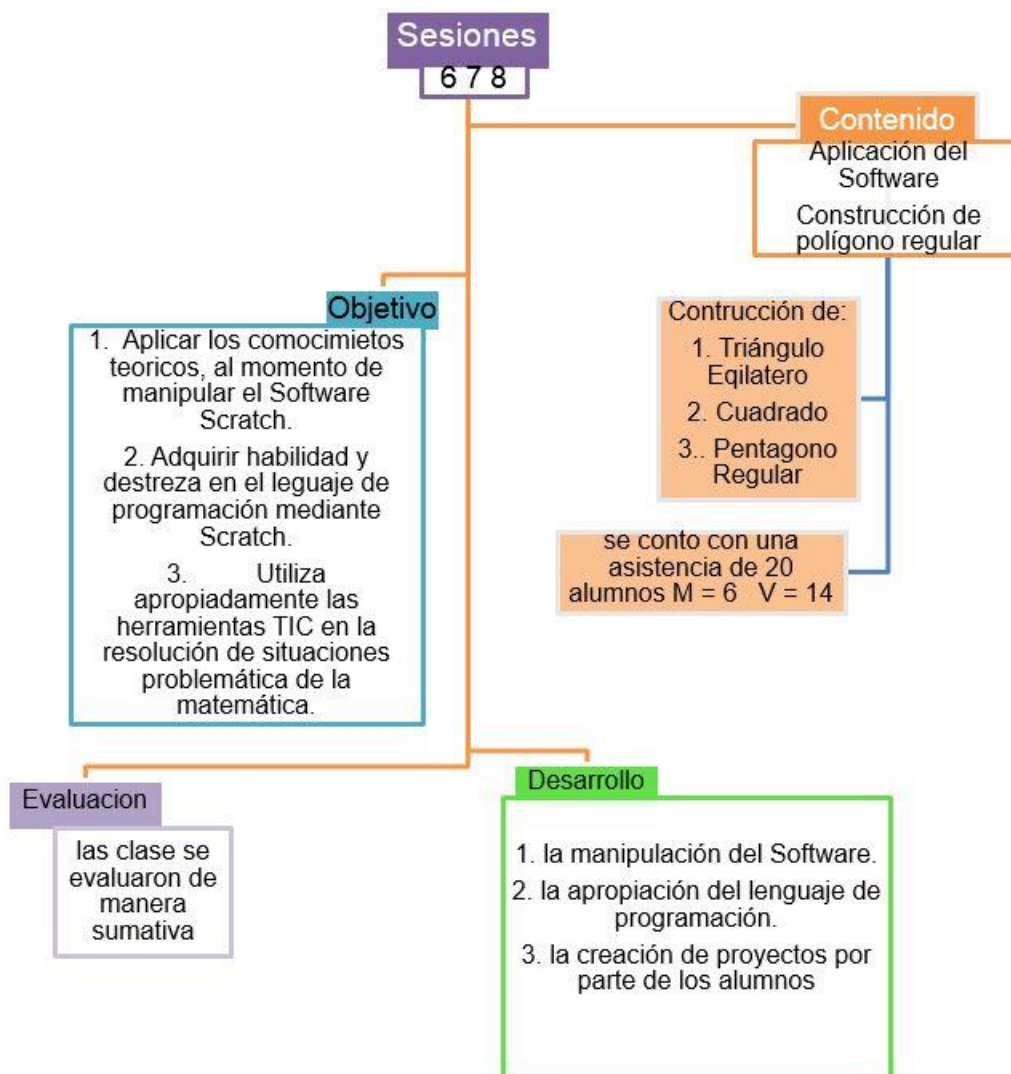 Sesiones
6 7 8
Contenido
Aplicación del
Software
Construcción de
polígono regular
Contrucción de:
1. Triángulo
Eqilatero
2. Cuadrado
3.. Pentagono
Regular
se conto con una
asistencia de 20
alumnos M = 6 V = 14
Objetivo
1. Aplicar los comocimietos
teoricos, al momento de
manipular el Software
Scratch.
2. Adquirir habilidad y
destreza en el leguaje de
programación mediante
Scratch.
3. Utiliza
apropiadamente las
herramientas TIC en la
resolución de situaciones
problemática de la
matemática.
Evaluacion
las clase se
evaluaron de
manera
sumativa
Desarrollo
1. la manipulación del Software.
2. la apropiación del lenguaje de
programación.
3. la creación de proyectos por
parte de los alumnos